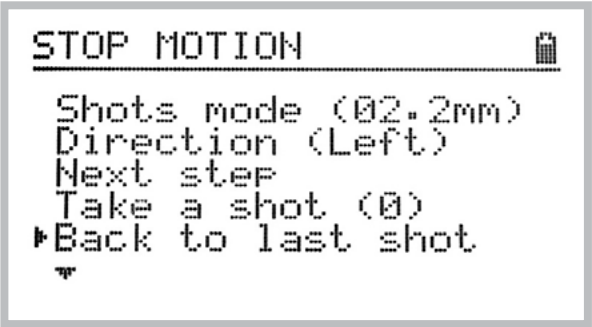 STOP MOTION
Shots mode (02.2mm)
Direction (Left)
Next step
Take a shot (0)
Back to last shot